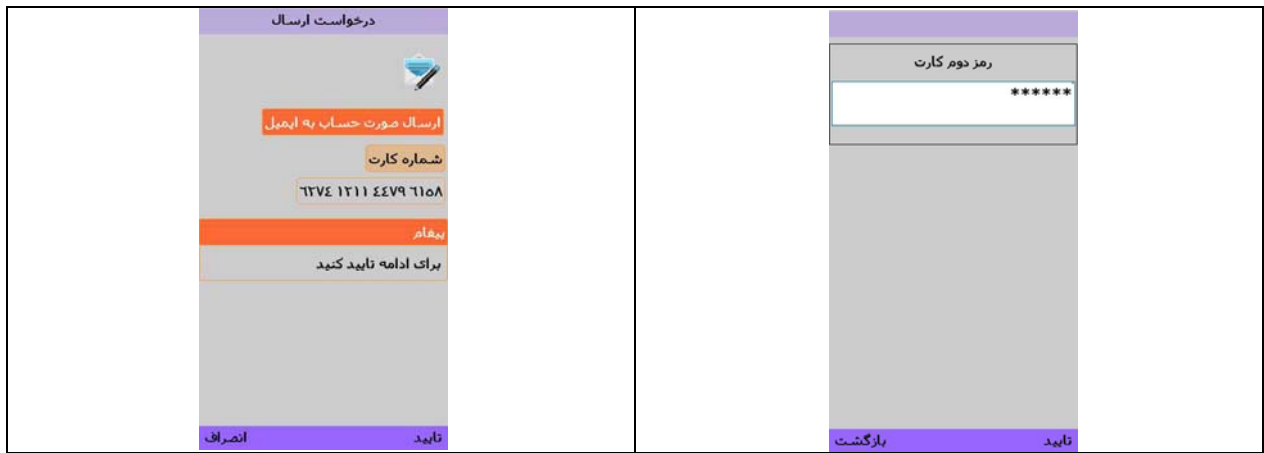 درخواست ارسال
ارسال صورت حساب به ایمیل
شماره کارت
٦٢٧٤ ١٢١١ ٤٤٧٩ ٦١٥٨
پیغام
برای ادامه تایید کنید
تایید
انصراف
رمز دوم کارت
******
تایید
بازگشت